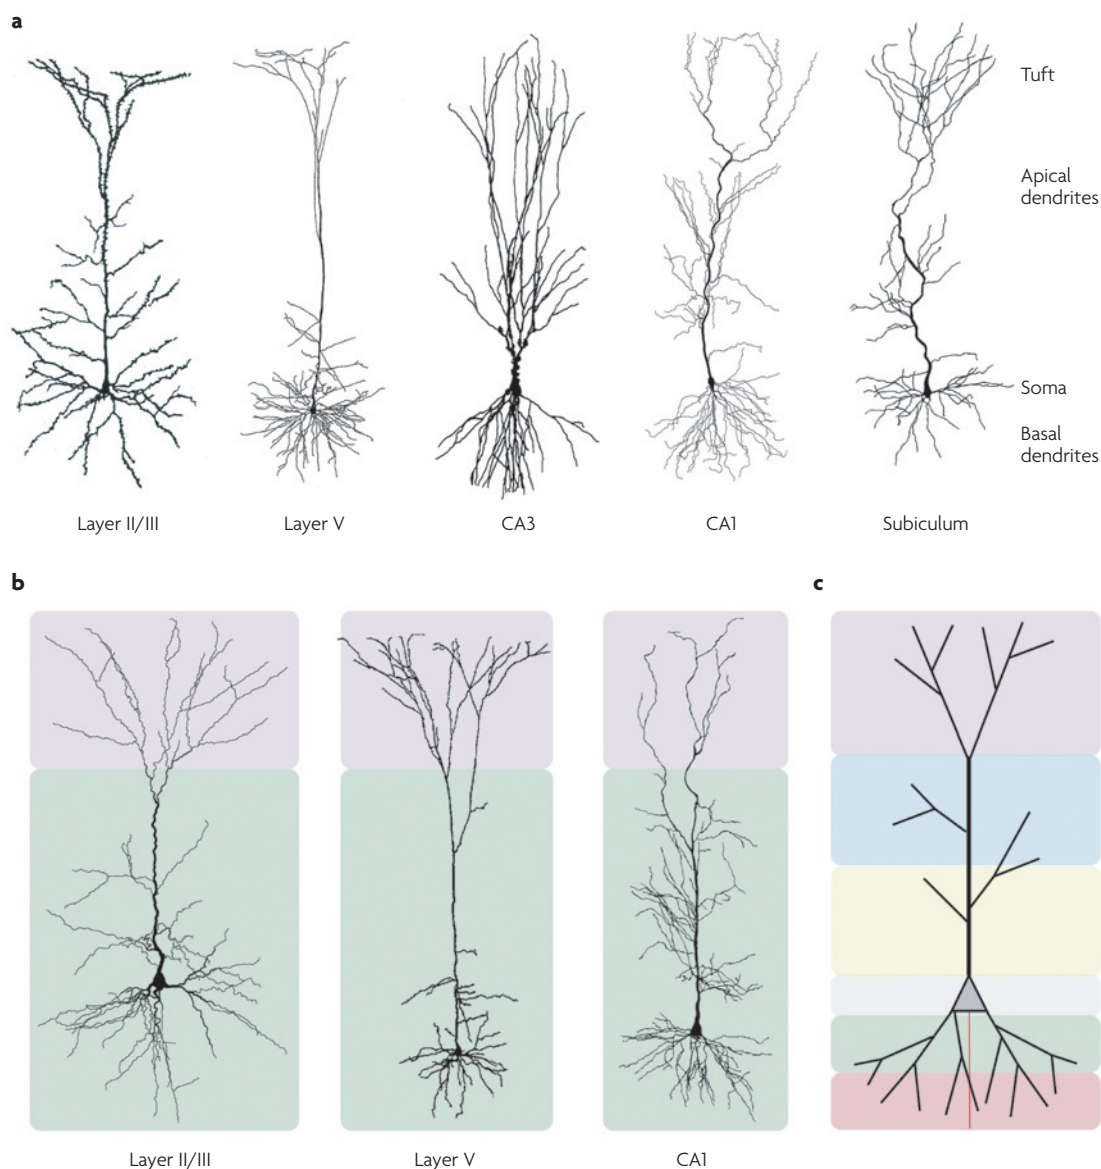 a
Tuft
Apical
dendrites
Soma
Basal
dendrites
Layer II/III
Layer V
CA3
CA1
Subiculum
b
c
Layer II/III
Layer V
CA1